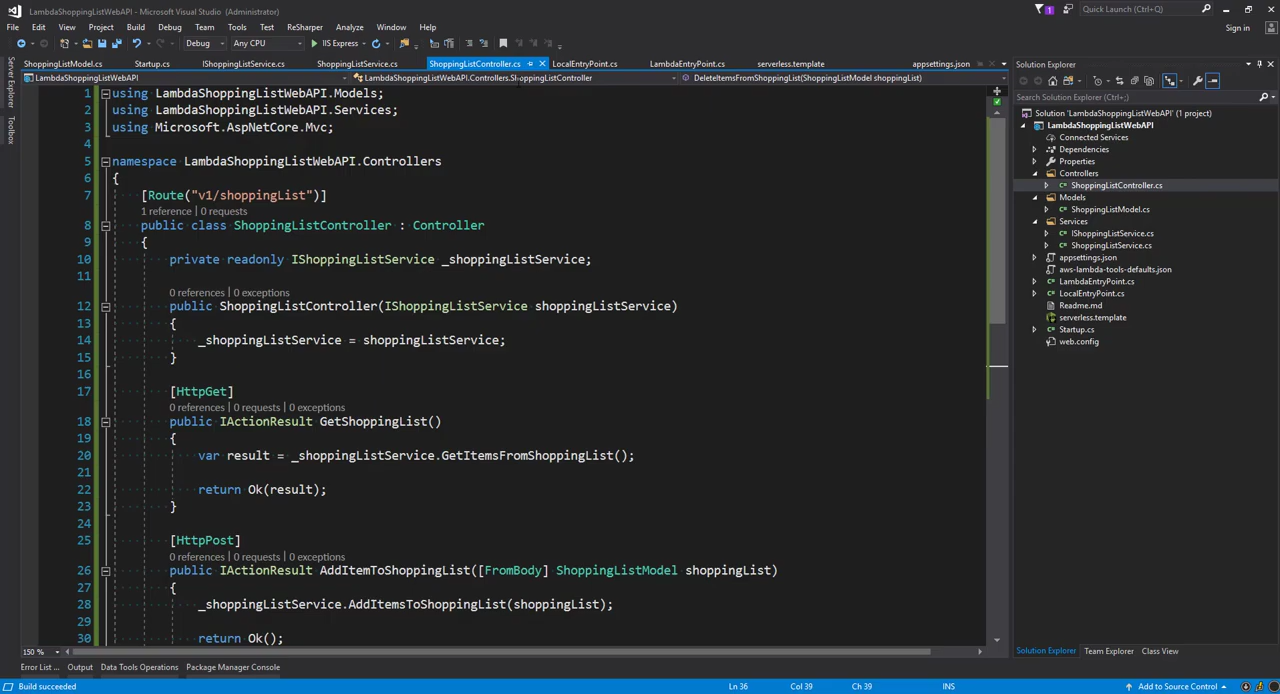 LambdaShoppingListWebAPI - Microsoft Visual Studio (Administrator)
1
Quick Launch (Ctrl+Q)
File Edit View Project Build Debug Team Tools Test ReSharper Analyze Window Help
Sign in
Debug Any CPU IIS Express
ShoppingListModel.cs Startup.cs IShoppingListService.cs ShoppingListService.cs ShoppingListController.cs LocalEntryPoint.cs LambdaEntryPoint.cs serverless.template appsettings.json
LambdaShoppingListWebAPI
DeleteItemsFromShoppingList(ShoppingModel shoppingList)
Server Explorer
Toolbox
1 using LambdaShoppingListWebAPI.Models;
2 using LambdaShoppingListWebAPI.Services;
3 using Microsoft.AspNetCore.Mvc;
4
5 namespace LambdaShoppingListWebAPI.Controllers
6 {
7 [Route("v1/shoppingList")]
1 reference | 0 requests
8 public class ShoppingListController : Controller
9 {
10 private readonly IShoppingListService _shoppingListService;
11
0 references | 0 exceptions
12 public ShoppingListController(IShoppingListService shoppingListService)
13 {
14 _shoppingListService = shoppingListService;
15 }
16
17 [HttpGet]
0 references | 0 requests | 0 exceptions
18 public IActionResult GetShoppingList()
19 {
20 var result = _shoppingListService.GetItemsFromShoppingList();
21
22 return Ok(result);
23 }
24
25 [HttpPost]
0 references | 0 requests | 0 exceptions
26 public IActionResult AddItemToShoppingList([FromBody] ShoppingListModel shoppingList)
27 {
28 _shoppingListService.AddItemsToShoppingList(shoppingList);
29
30 return Ok();
150 %
Solution Explorer
Search Solution Explorer (Ctrl+;)
Solution 'LambdaShoppingListWebAPI' (1 project)
LambdaShoppingListWebAPI
Connected Services
Dependencies
Properties
Controllers
ShoppingListController.cs
Models
ShoppingListModel.cs
Services
IShoppingListService.cs
ShoppingListService.cs
appsettings.json
aws-lambda-tools-defaults.json
LambdaEntryPoint.cs
LocalEntryPoint.cs
Readme.md
serverless.template
Startup.cs
web.config
Solution Explorer Team Explorer Class View
Error List ... Output Data Tools Operations Package Manager Console
Build succeeded Ln 36 Col 39 Ch 39 INS Add to Source Control